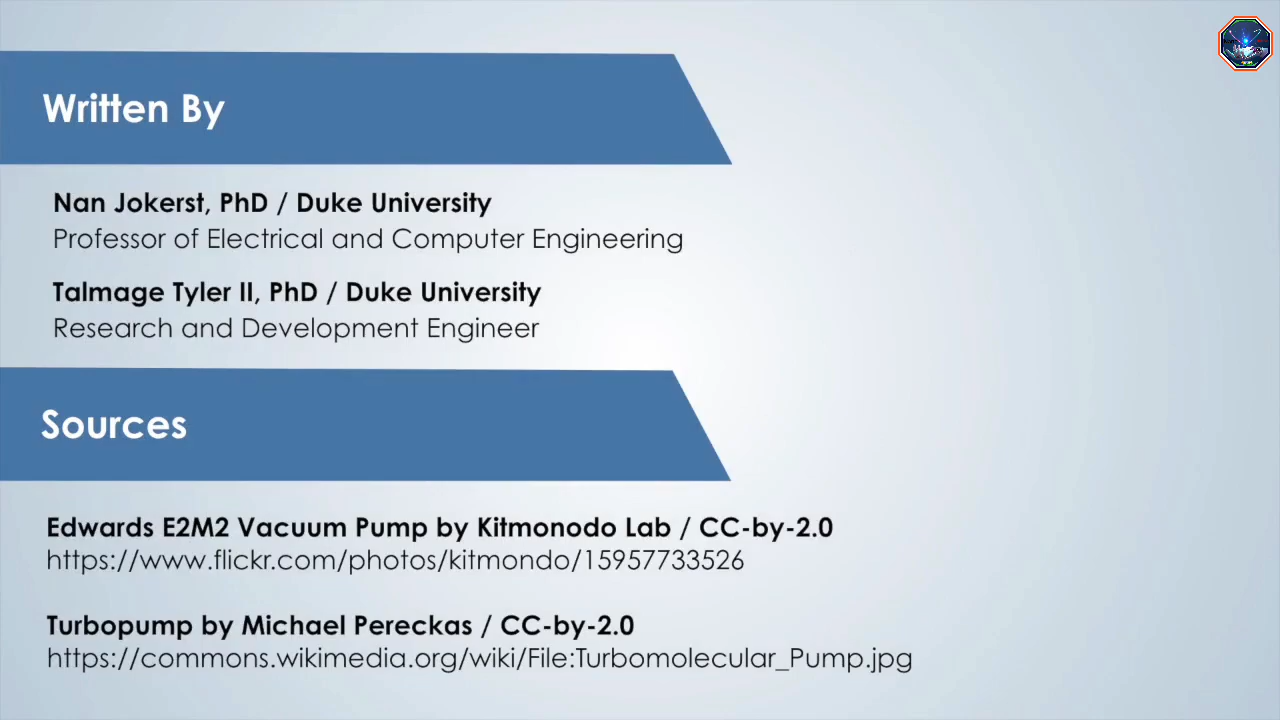 Written By
Nan Jokerst, PhD / Duke University
Professor of Electrical and Computer Engineering
Talmage Tyler II, PhD / Duke University
Research and Development Engineer
Sources
Edwards E2M2 Vacuum Pump by Kitmonodo Lab / CC-by-2.0
https://www.flickr.com/photos/kitmondo/15957733526
Turbopump by Michael Pereckas / CC-by-2.0
https://commons.wikimedia.org/wiki/File:Turbomolecular_Pump.jpg